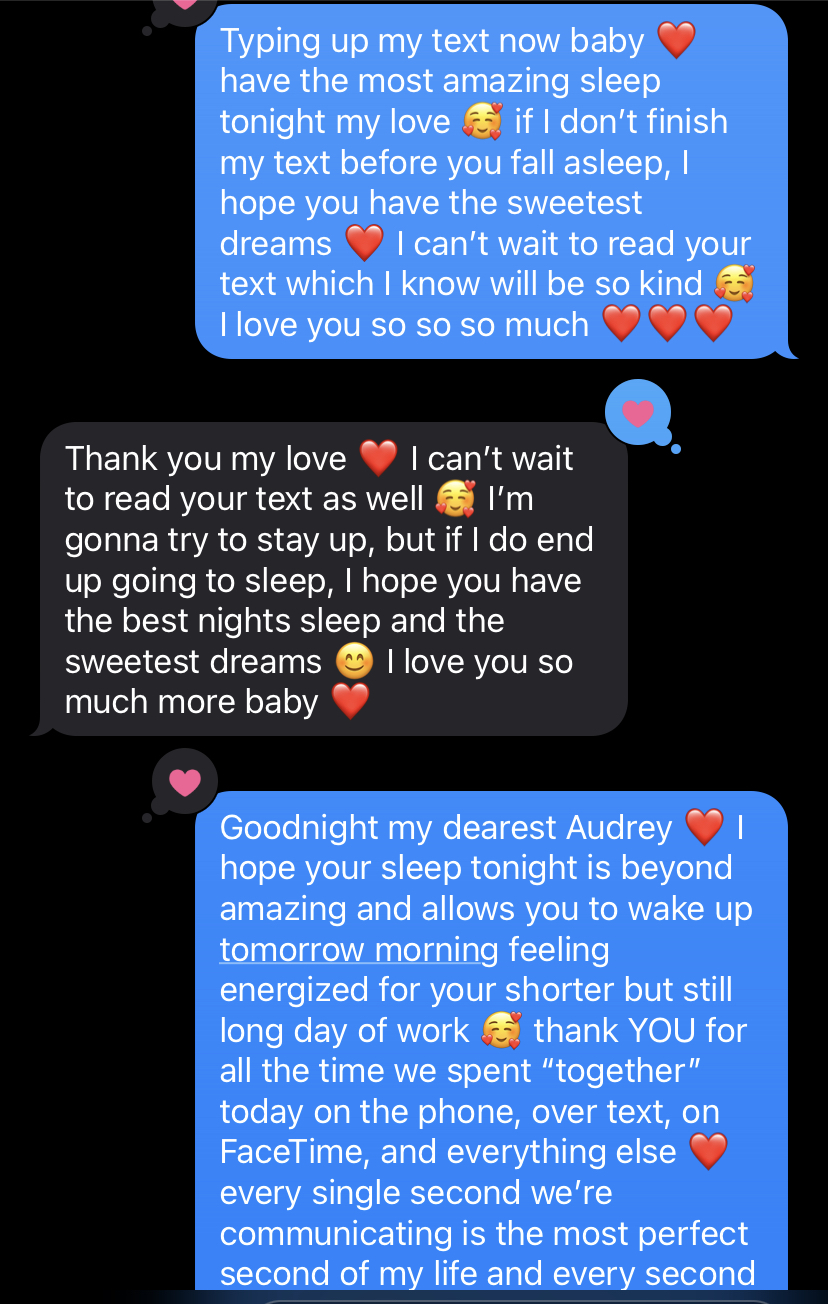 Typing up my text now baby ❤️
have the most amazing sleep
tonight my love 🥰 if I don’t finish
my text before you fall asleep, I
hope you have the sweetest
dreams ❤️ I can’t wait to read your
text which I know will be so kind 🥰
I love you so so so much ❤️❤️❤️
Thank you my love ❤️ I can’t wait
to read your text as well 🥰 I’m
gonna try to stay up, but if I do end
up going to sleep, I hope you have
the best nights sleep and the
sweetest dreams 😊 I love you so
much more baby ❤️
Goodnight my dearest Audrey ❤️ I
hope your sleep tonight is beyond
amazing and allows you to wake up
tomorrow morning feeling
energized for your shorter but still
long day of work 🥰 thank YOU for
all the time we spent “together”
today on the phone, over text, on
FaceTime, and everything else ❤️
every single second we’re
communicating is the most perfect
second of my life and every second